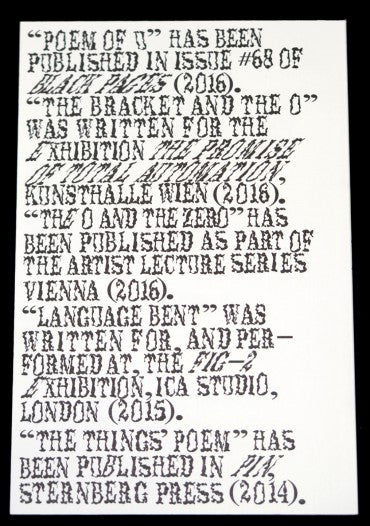 “POEM OF O” HAS BEEN
PUBLISHED IN ISSUE #68 OF
BLACK PAGES (2016).
“THE BRACKET AND THE O”
WAS WRITTEN FOR THE
EXHIBITION THE PROMISE
OF TOTAL AUTOMATION,
KUNSTHALLE WIEN (2016).
“THE O AND THE ZERO” HAS
BEEN PUBLISHED AS PART OF
THE ARTIST LECTURE SERIES
VIENNA (2016).
“LANGUAGE BENT” WAS
WRITTEN FOR, AND PER–
FORMED AT, THE FIG–2
EXHIBITION, ICA STUDIO,
LONDON (2015).
“THE THINGS’ POEM” HAS
BEEN PUBLISHED IN PIN,
STERNBERG PRESS (2014).